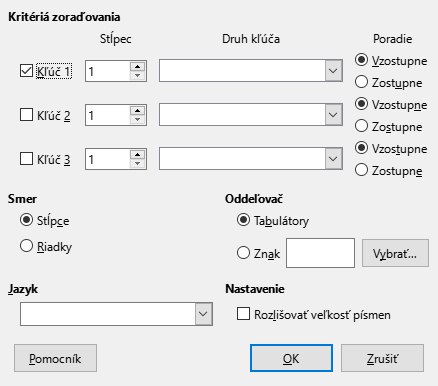 Kritériá zoraďovania
Stĺpec Druh kľúča Poradie
Kľúč 1 1 Vzostupne
Zostupne
Kľúč 2 1 Vzostupne
Zostupne
Kľúč 3 1 Vzostupne
Zostupne
Smer Oddeľovač
Stĺpce Tabulátory
Riadky Znak Vybrať...
Jazyk Nastavenie
Rozlišovať veľkosť písmen
Pomocník OK Zrušiť